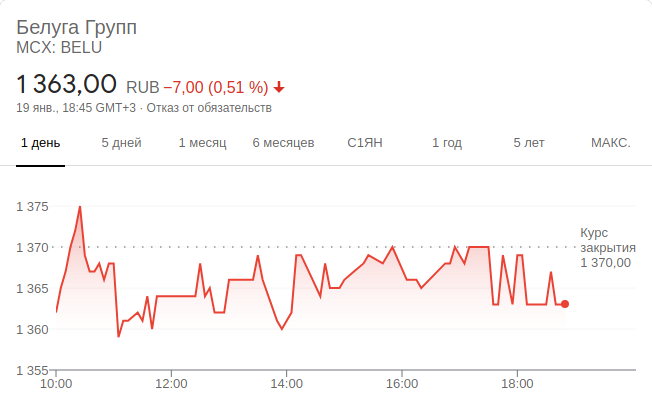 Белуга Групп
MCX: BELU
1 363,00 RUB −7,00 (0,51 %)
19 янв., 18:45 GMT+3 · Отказ от обязательств
1 день 5 дней 1 месяц 6 месяцев С1ЯН 1 год 5 лет МАКС.
1 375
1 370
1 365
1 360
1 355
Курс
закрытия
1 370,00
10:00 12:00 14:00 16:00 18:00